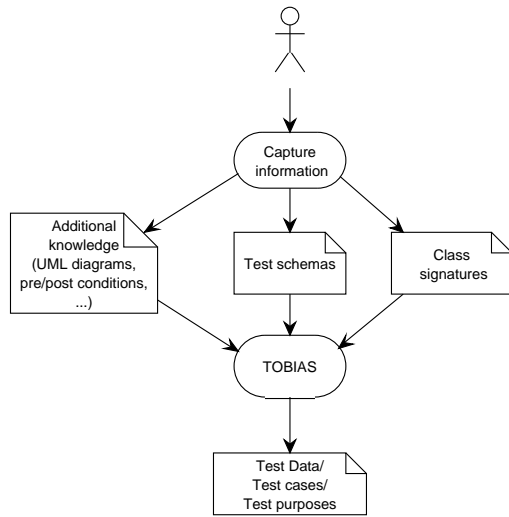 Capture
information
Additional
knowledge
(UML diagrams,
pre/post conditions,
...)
Test schemas
Class
signatures
TOBIAS
Test Data/
Test cases/
Test purposes